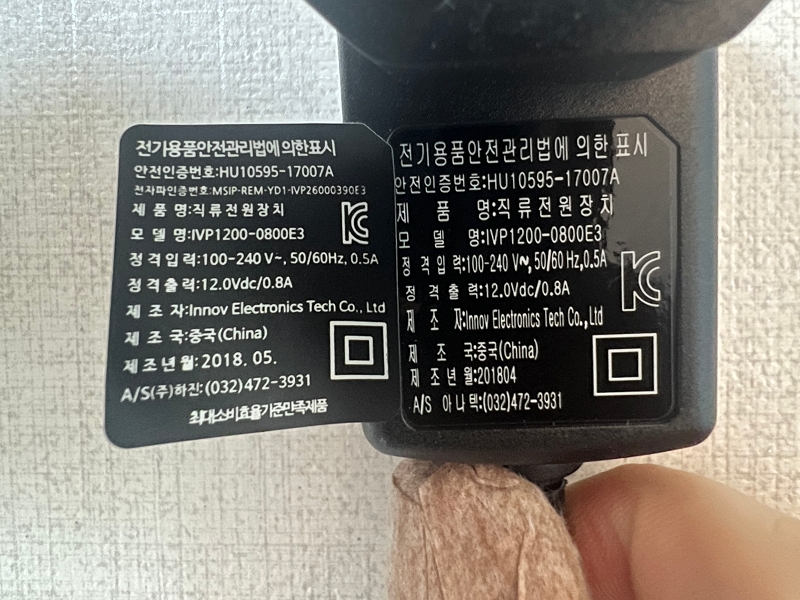 전기용품안전관리법에 의한표시
안전인증번호:HU10595-17007A
전자파인증번호:MSIP-REM-YD1-IVP26000390E3
제 품 명:직류전원장치
모 델 명:IVP1200-0800E3
정격입력:100-240 V~, 50/60Hz, 0.5A
정격출력:12.0Vdc/0.8A
제 조 자:Innov Electronics Tech Co., Ltd
제 조 국:중국(China)
제조년월:2018. 05.
A/S(주)하진:(032)472-3931
최대소비효율기준만족제품
전기용품안전관리법에 의한 표시
안전인증번호:HU10595-17007A
제 품 명:직류전원장치
모 델 명:IVP1200-0800E3
정격입력:100-240 V~, 50/60 Hz, 0.5A
정 격 출 력:12.0Vdc/0.8A
제 조 자:Innov Electronics Tech Co.,Ltd
제 조 국:중국(China)
제 조 년 월:201804
A/S 아나텍:(032)472-3931